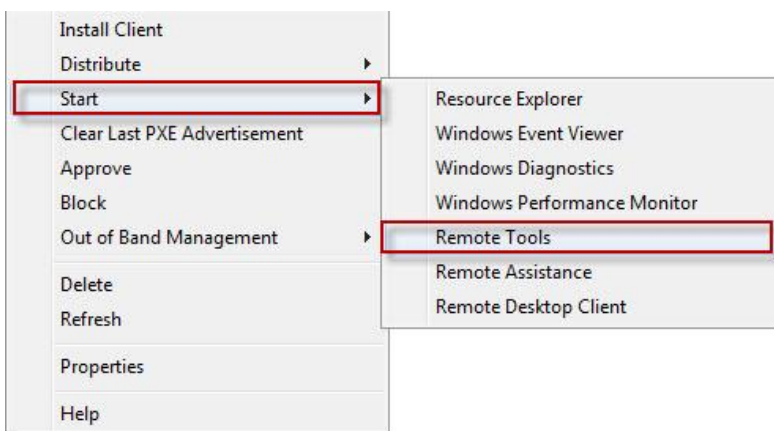 Install Client
Distribute
Start
Clear Last PXE Advertisement
Approve
Block
Out of Band Management
Delete
Refresh
Properties
Help
Resource Explorer
Windows Event Viewer
Windows Diagnostics
Windows Performance Monitor
Remote Tools
Remote Assistance
Remote Desktop Client